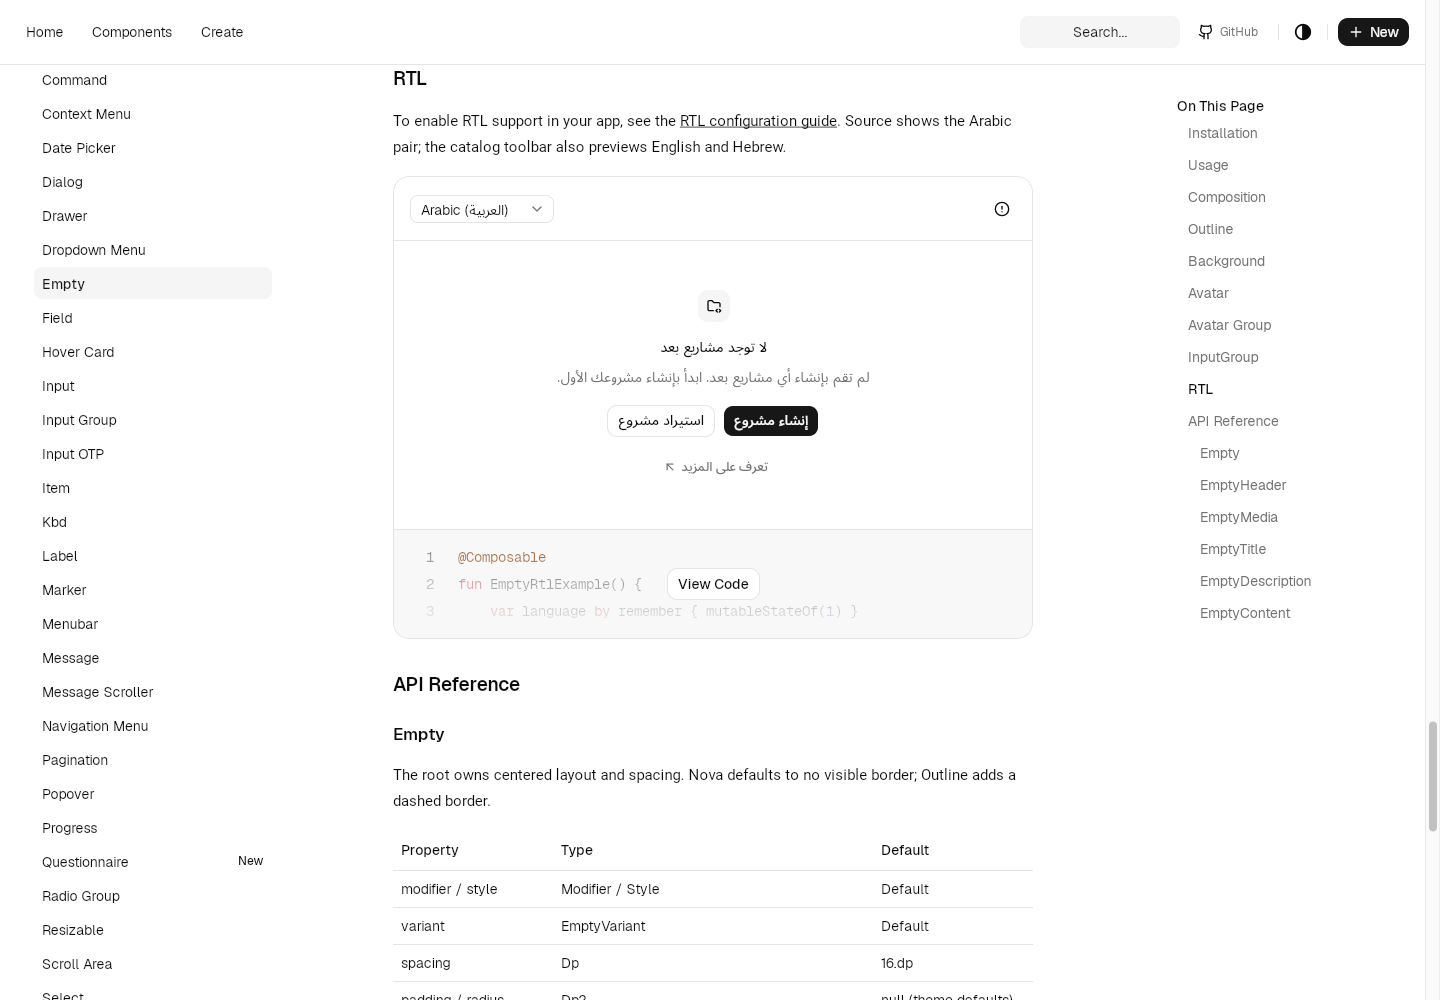 Home
Components
Create
Search...
GitHub
New
Command
Context Menu
Date Picker
Dialog
Drawer
Dropdown Menu
Empty
Field
Hover Card
Input
Input Group
Input OTP
Item
Kbd
Label
Marker
Menubar
Message
Message Scroller
Navigation Menu
Pagination
Popover
Progress
Questionnaire New
Radio Group
Resizable
Scroll Area
Select
RTL
To enable RTL support in your app, see the RTL configuration guide. Source shows the Arabic
pair; the catalog toolbar also previews English and Hebrew.
Arabic (العربية)
لا توجد مشاريع بعد
لم تقم بإنشاء أي مشاريع بعد. ابدأ بإنشاء مشروعك الأول.
إنشاء مشروع
استيراد مشروع
تعرف على المزيد
1 @Composable
2 fun EmptyRtlExample() {
View Code
3 var language by remember { mutableStateOf(1) }
API Reference
Empty
The root owns centered layout and spacing. Nova defaults to no visible border; Outline adds a
dashed border.
Property Type Default
modifier / style Modifier / Style Default
variant EmptyVariant Default
spacing Dp 16.dp
padding / radius Dp? null (theme defaults)
On This Page
Installation
Usage
Composition
Outline
Background
Avatar
Avatar Group
InputGroup
RTL
API Reference
Empty
EmptyHeader
EmptyMedia
EmptyTitle
EmptyDescription
EmptyContent